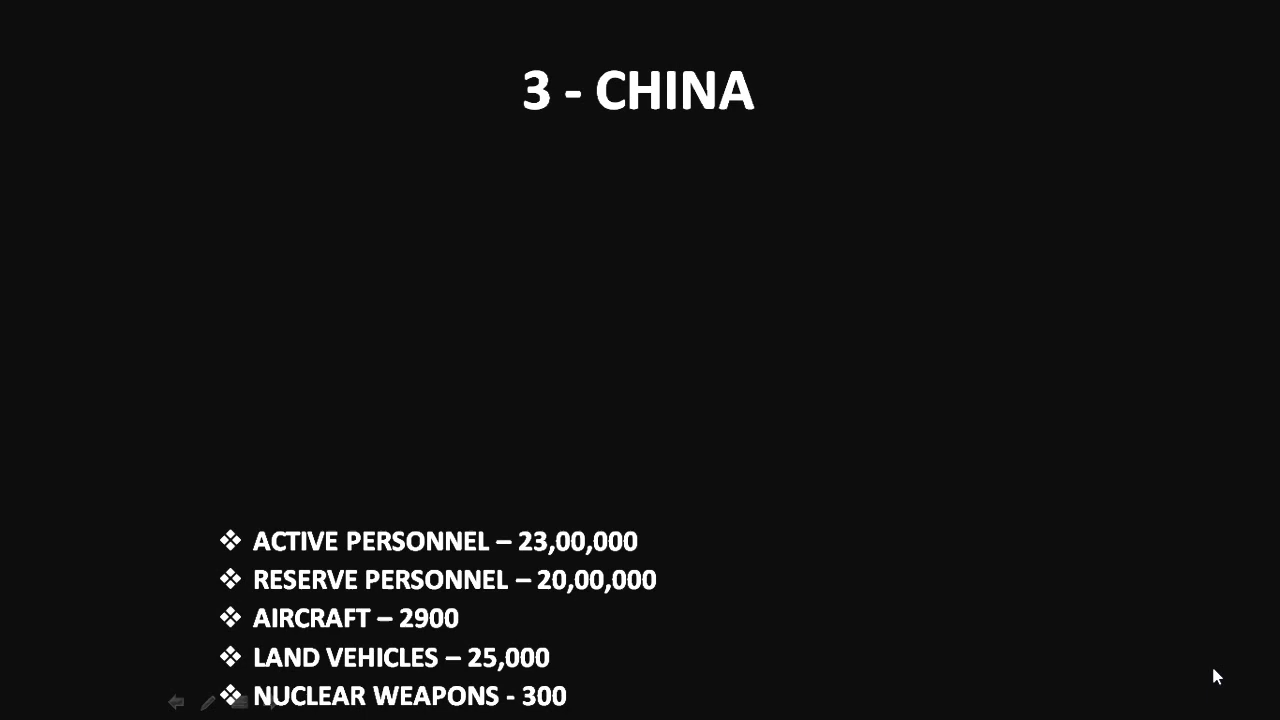 3 - CHINA
❖ ACTIVE PERSONNEL – 23,00,000
❖ RESERVE PERSONNEL – 20,00,000
❖ AIRCRAFT – 2900
❖ LAND VEHICLES – 25,000
❖ NUCLEAR WEAPONS - 300